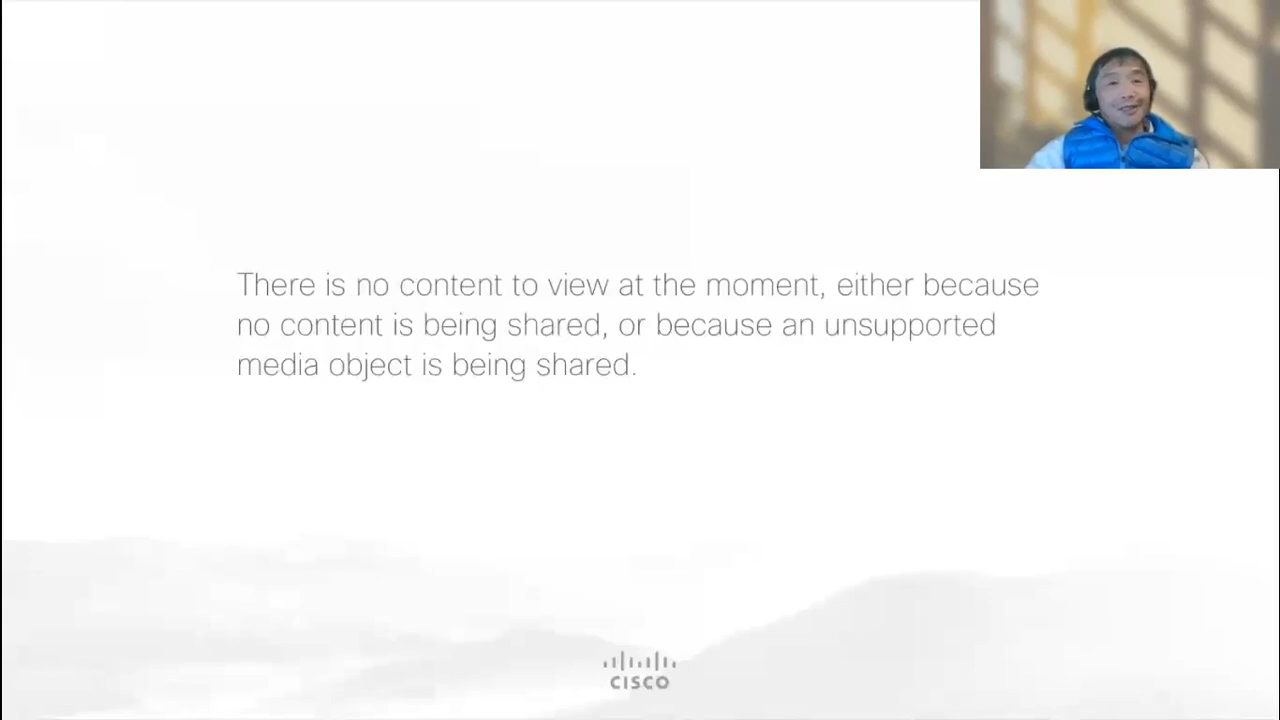 There is no content to view at the moment, either because
no content is being shared, or because an unsupported
media object is being shared.
CISCO